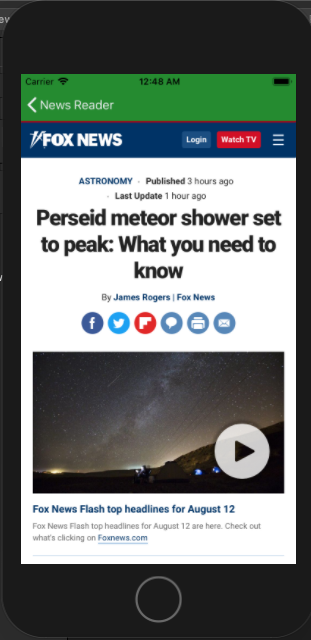 Carrier 12:48 AM
News Reader
FOX NEWS Login Watch TV
ASTRONOMY · Published 3 hours ago
· Last Update 1 hour ago
Perseid meteor shower set
to peak: What you need to
know
By James Rogers | Fox News
Fox News Flash top headlines for August 12
Fox News Flash top headlines for August 12 are here. Check out
what's clicking on Foxnews.com